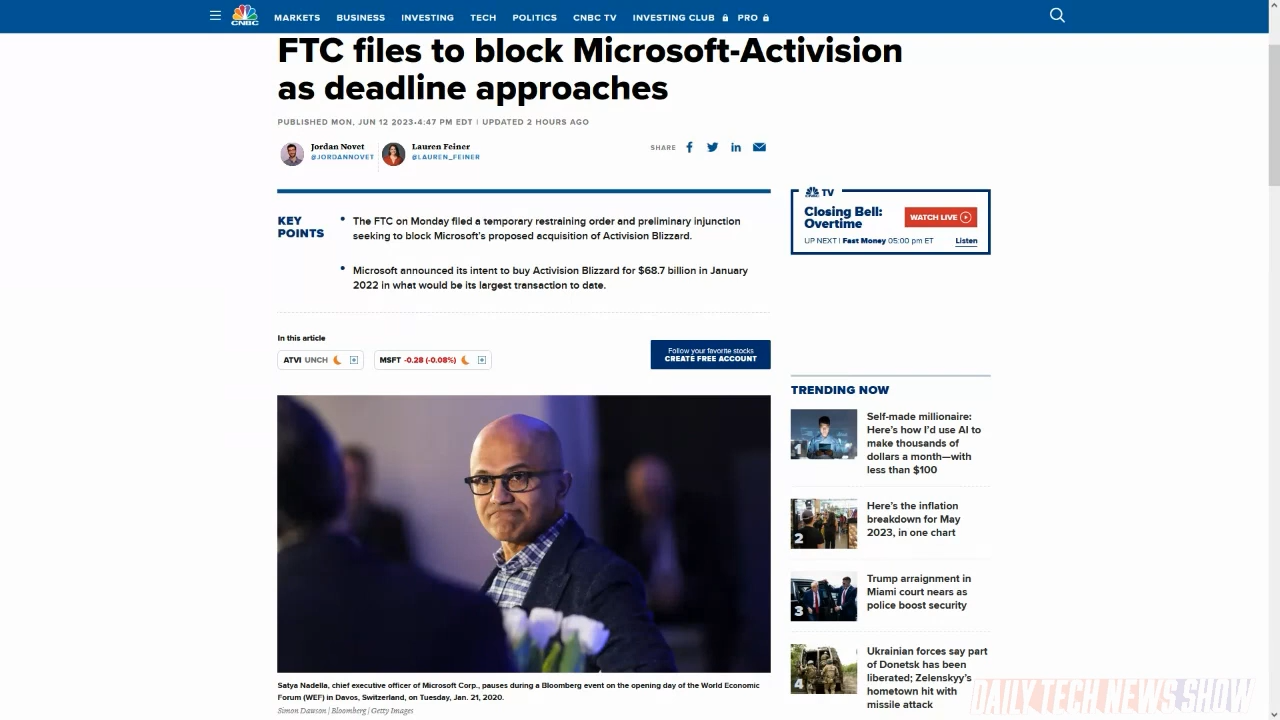 CNBC
MARKETS BUSINESS INVESTING TECH POLITICS CNBC TV INVESTING CLUB PRO
FTC files to block Microsoft-Activision
as deadline approaches
PUBLISHED MON, JUN 12 2023•4:47 PM EDT | UPDATED 2 HOURS AGO
Jordan Novet
@JORDANNOVET
Lauren Feiner
@LAUREN_FEINER
SHARE
KEY
POINTS
• The FTC on Monday filed a temporary restraining order and preliminary injunction
seeking to block Microsoft's proposed acquisition of Activision Blizzard.
• Microsoft announced its intent to buy Activision Blizzard for $68.7 billion in January
2022 in what would be its largest transaction to date.
In this article
ATVI UNCH
MSFT -0.28 (-0.08%)
Follow your favorite stocks
CREATE FREE ACCOUNT
Satya Nadella, chief executive officer of Microsoft Corp., pauses during a Bloomberg event on the opening day of the World Economic
Forum (WEF) in Davos, Switzerland, on Tuesday, Jan. 21, 2020.
Simon Dawson | Bloomberg | Getty Images
TV
Closing Bell:
Overtime
WATCH LIVE
UP NEXT | Fast Money 05:00 pm ET
Listen
TRENDING NOW
1
Self-made millionaire:
Here's how I'd use AI to
make thousands of
dollars a month—with
less than $100
2
Here's the inflation
breakdown for May
2023, in one chart
3
Trump arraignment in
Miami court nears as
police boost security
4
Ukrainian forces say part
of Donetsk has been
liberated; Zelenskyy's
hometown hit with
missile attack
DAILY TECH NEWS SHOW